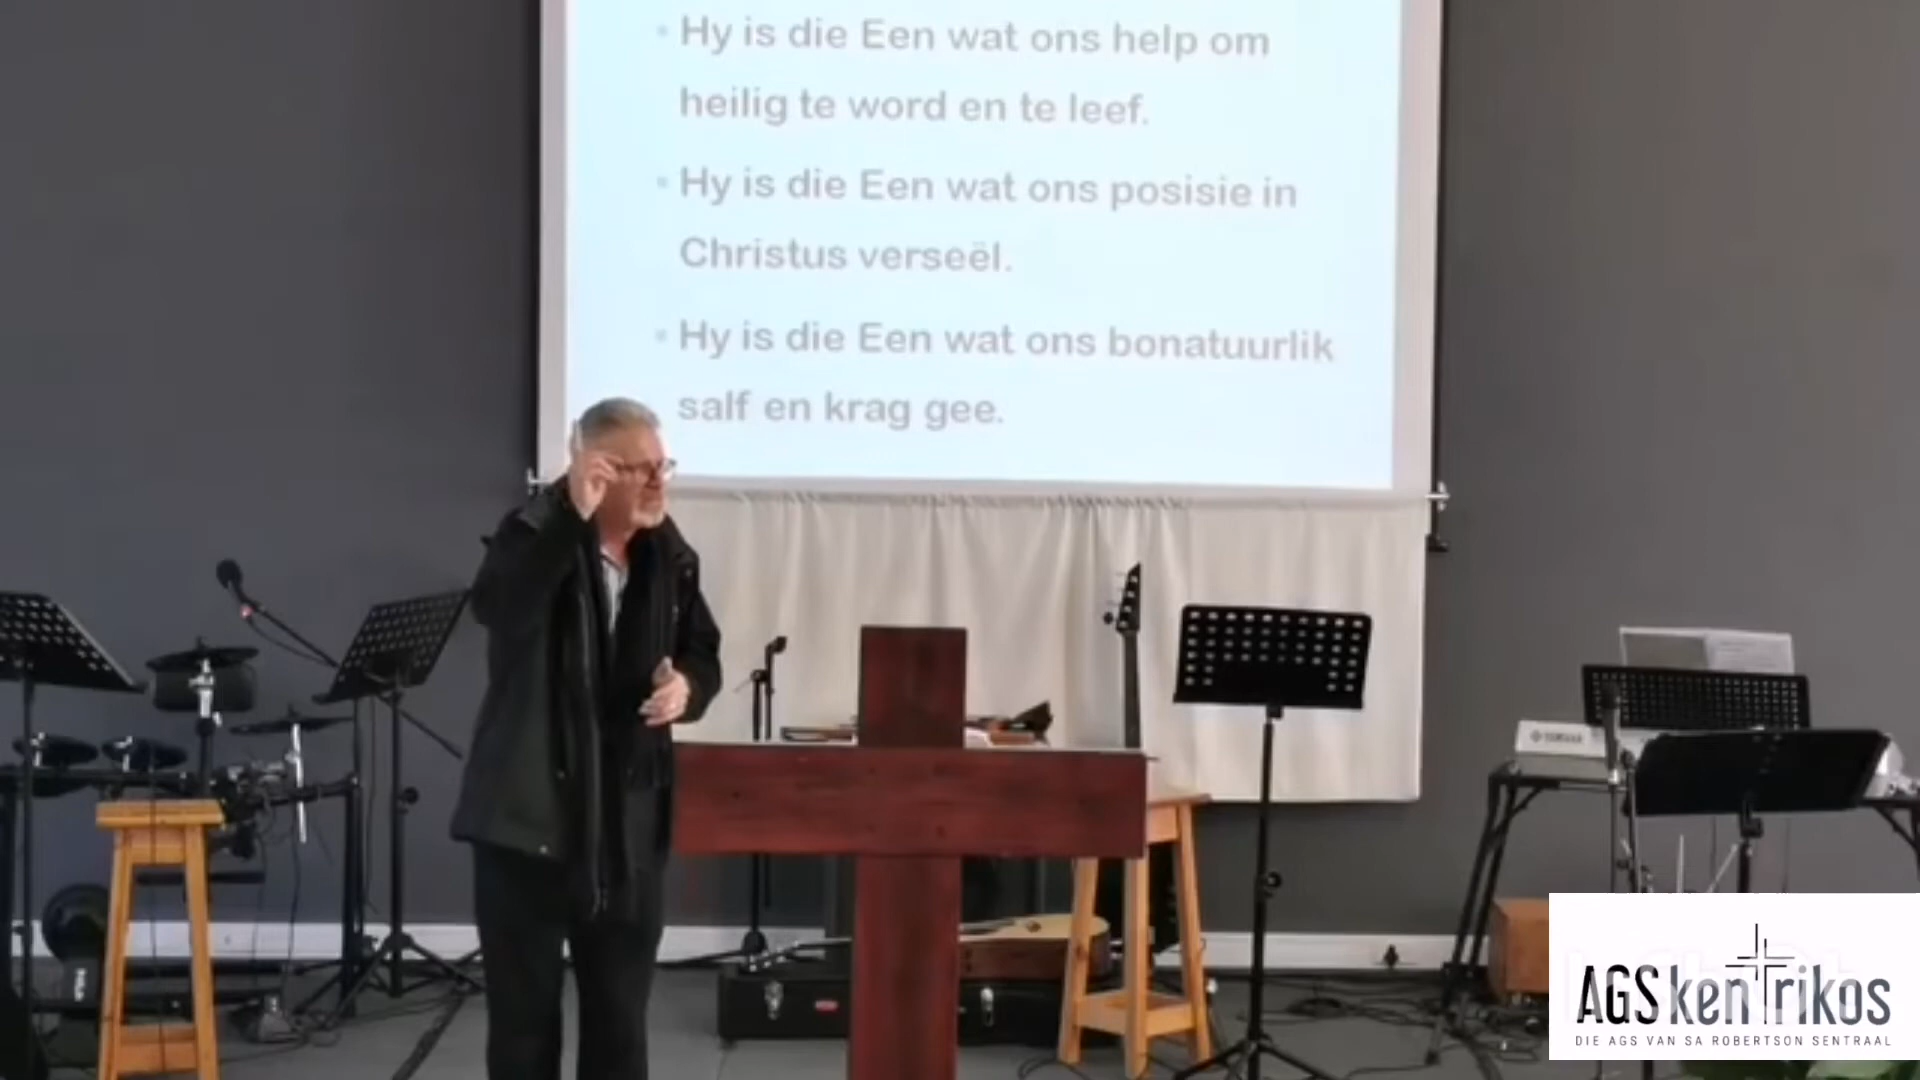 Hy is die Een wat ons help om
heilig te word en te leef.
Hy is die Een wat ons posisie in
Christus verseël.
Hy is die Een wat ons bonatuurlik
salf en krag gee.
YAMAHA
AGS kentrikos
DIE AGS VAN SA ROBERTSON SENTRAAL